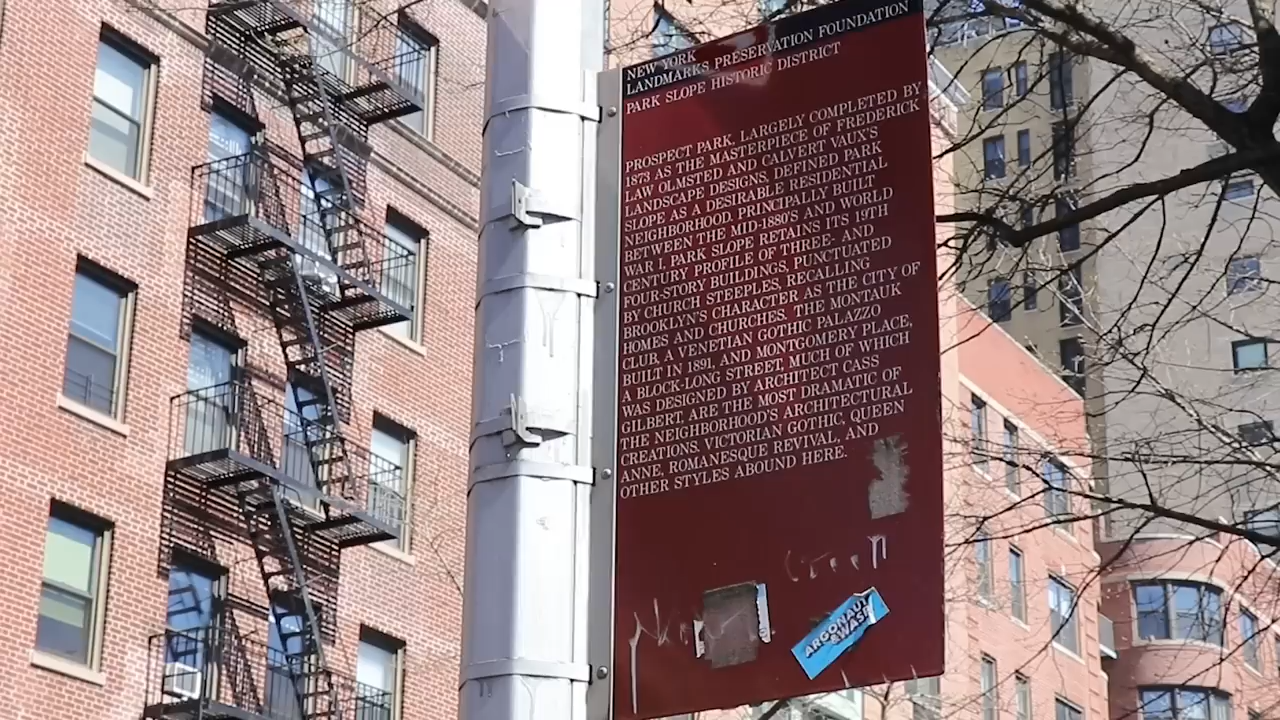 NEW YORK
LANDMARKS PRESERVATION FOUNDATION
PARK SLOPE HISTORIC DISTRICT
PROSPECT PARK, LARGELY COMPLETED BY
1873 AS THE MASTERPIECE OF FREDERICK
LAW OLMSTED AND CALVERT VAUX'S
LANDSCAPE DESIGNS, DEFINED PARK
SLOPE AS A DESIRABLE RESIDENTIAL
NEIGHBORHOOD. PRINCIPALLY BUILT
BETWEEN THE MID-1880'S AND WORLD
WAR I, PARK SLOPE RETAINS ITS 19TH
CENTURY PROFILE OF THREE- AND
FOUR-STORY BUILDINGS, PUNCTUATED
BY CHURCH STEEPLES, RECALLING
BROOKLYN'S CHARACTER AS THE CITY OF
HOMES AND CHURCHES. THE MONTAUK
CLUB, A VENETIAN GOTHIC PALAZZO
BUILT IN 1891, AND MONTGOMERY PLACE,
A BLOCK-LONG STREET, MUCH OF WHICH
WAS DESIGNED BY ARCHITECT CASS
GILBERT, ARE THE MOST DRAMATIC OF
THE NEIGHBORHOOD'S ARCHITECTURAL
CREATIONS. VICTORIAN GOTHIC, QUEEN
ANNE, ROMANESQUE REVIVAL, AND
OTHER STYLES ABOUND HERE.
ARGONAUT
&WASP